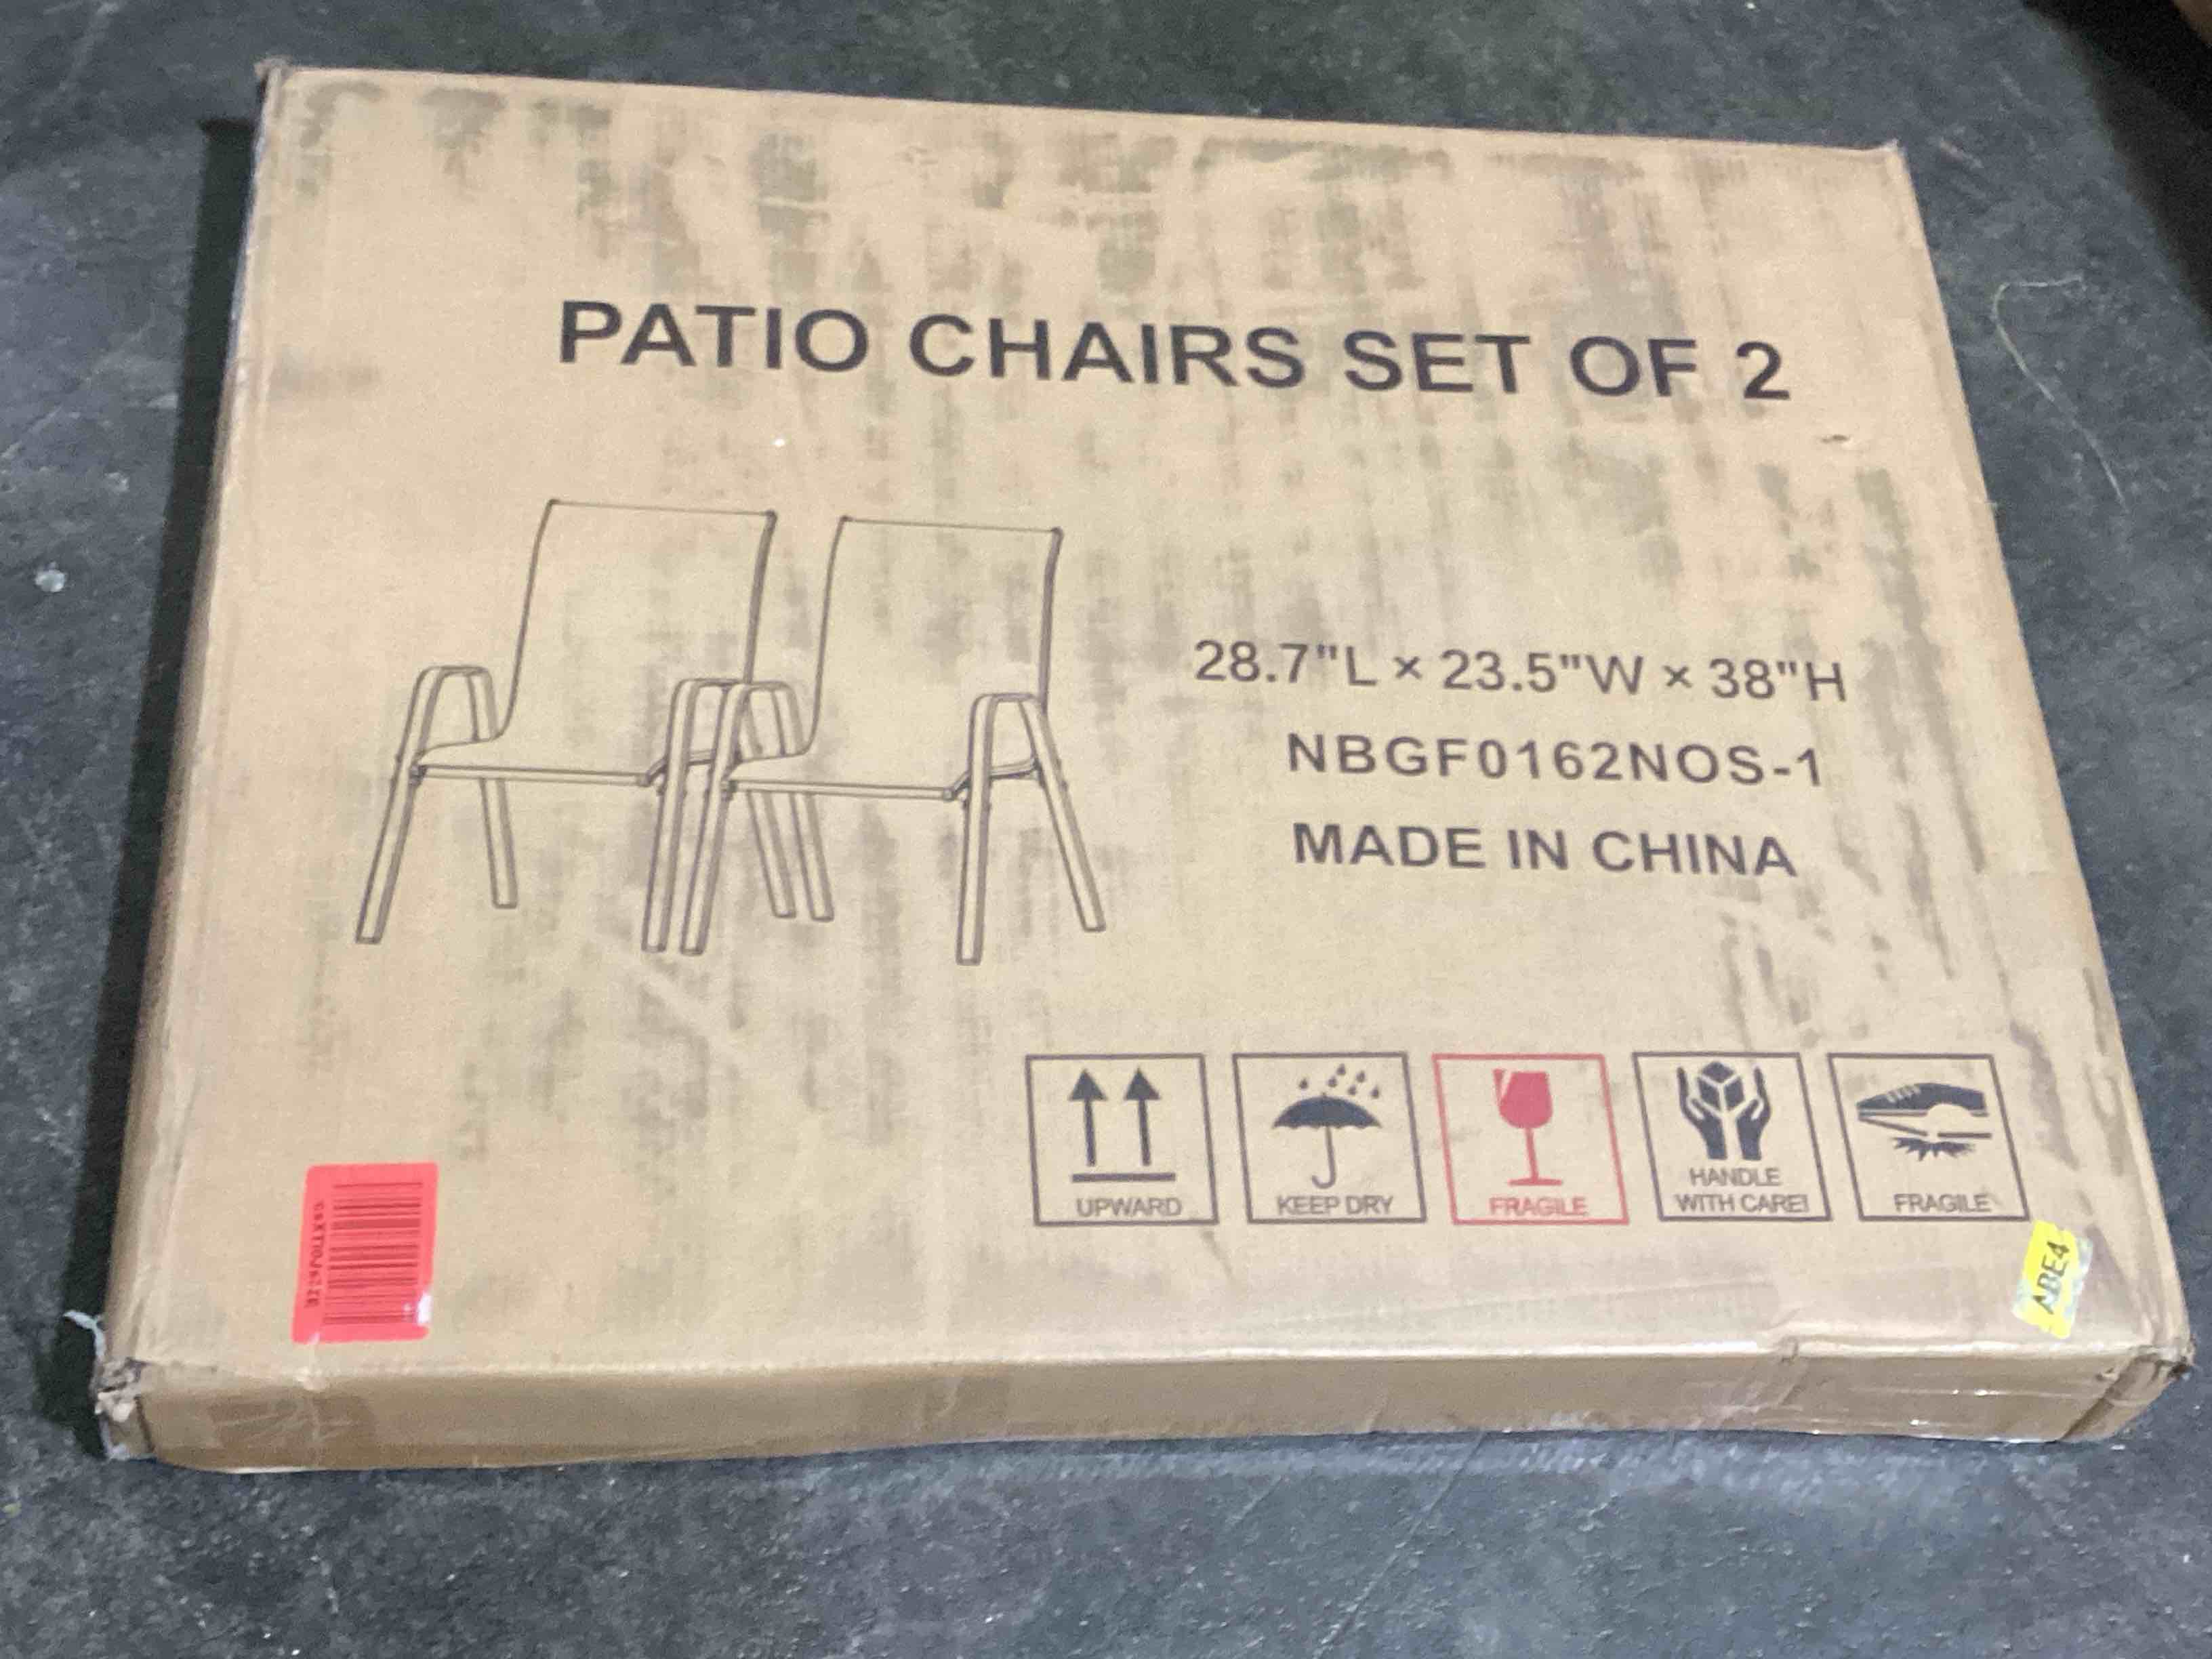 PATIO CHAIRS SET OF 2
28.7"L × 23.5"W × 38"H
NBGF0162NOS-1
MADE IN CHINA
UPWARD
KEEP DRY
FRAGILE
HANDLE
WITH CARE!
FRAGILE
ABE4